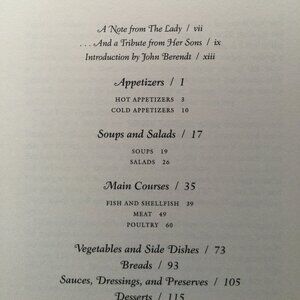 A Note from The Lady / vii
. . . And a Tribute from Her Sons / ix
Introduction by John Berendt / xiii
Appetizers / 1
HOT APPETIZERS 3
COLD APPETIZERS 10
Soups and Salads / 17
SOUPS 19
SALADS 26
Main Courses / 35
FISH AND SHELLFISH 39
MEAT 49
POULTRY 60
Vegetables and Side Dishes / 73
Breads / 93
Sauces, Dressings, and Preserves / 105
Desserts / 115